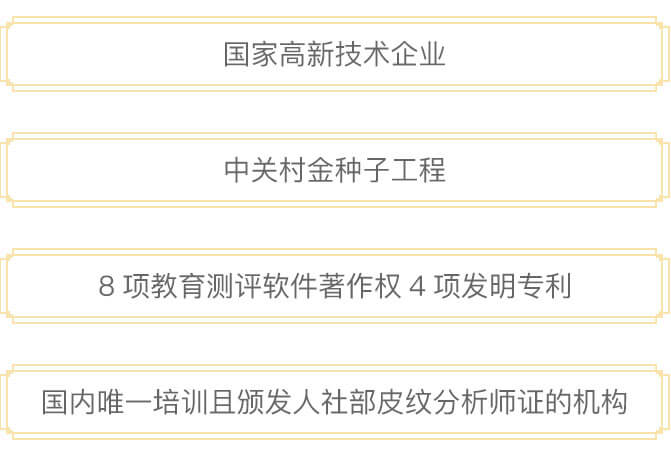 国家高新技术企业
中关村金种子工程
8 项教育测评软件著作权 4 项发明专利
国内唯一培训且颁发人社部皮纹分析师证的机构